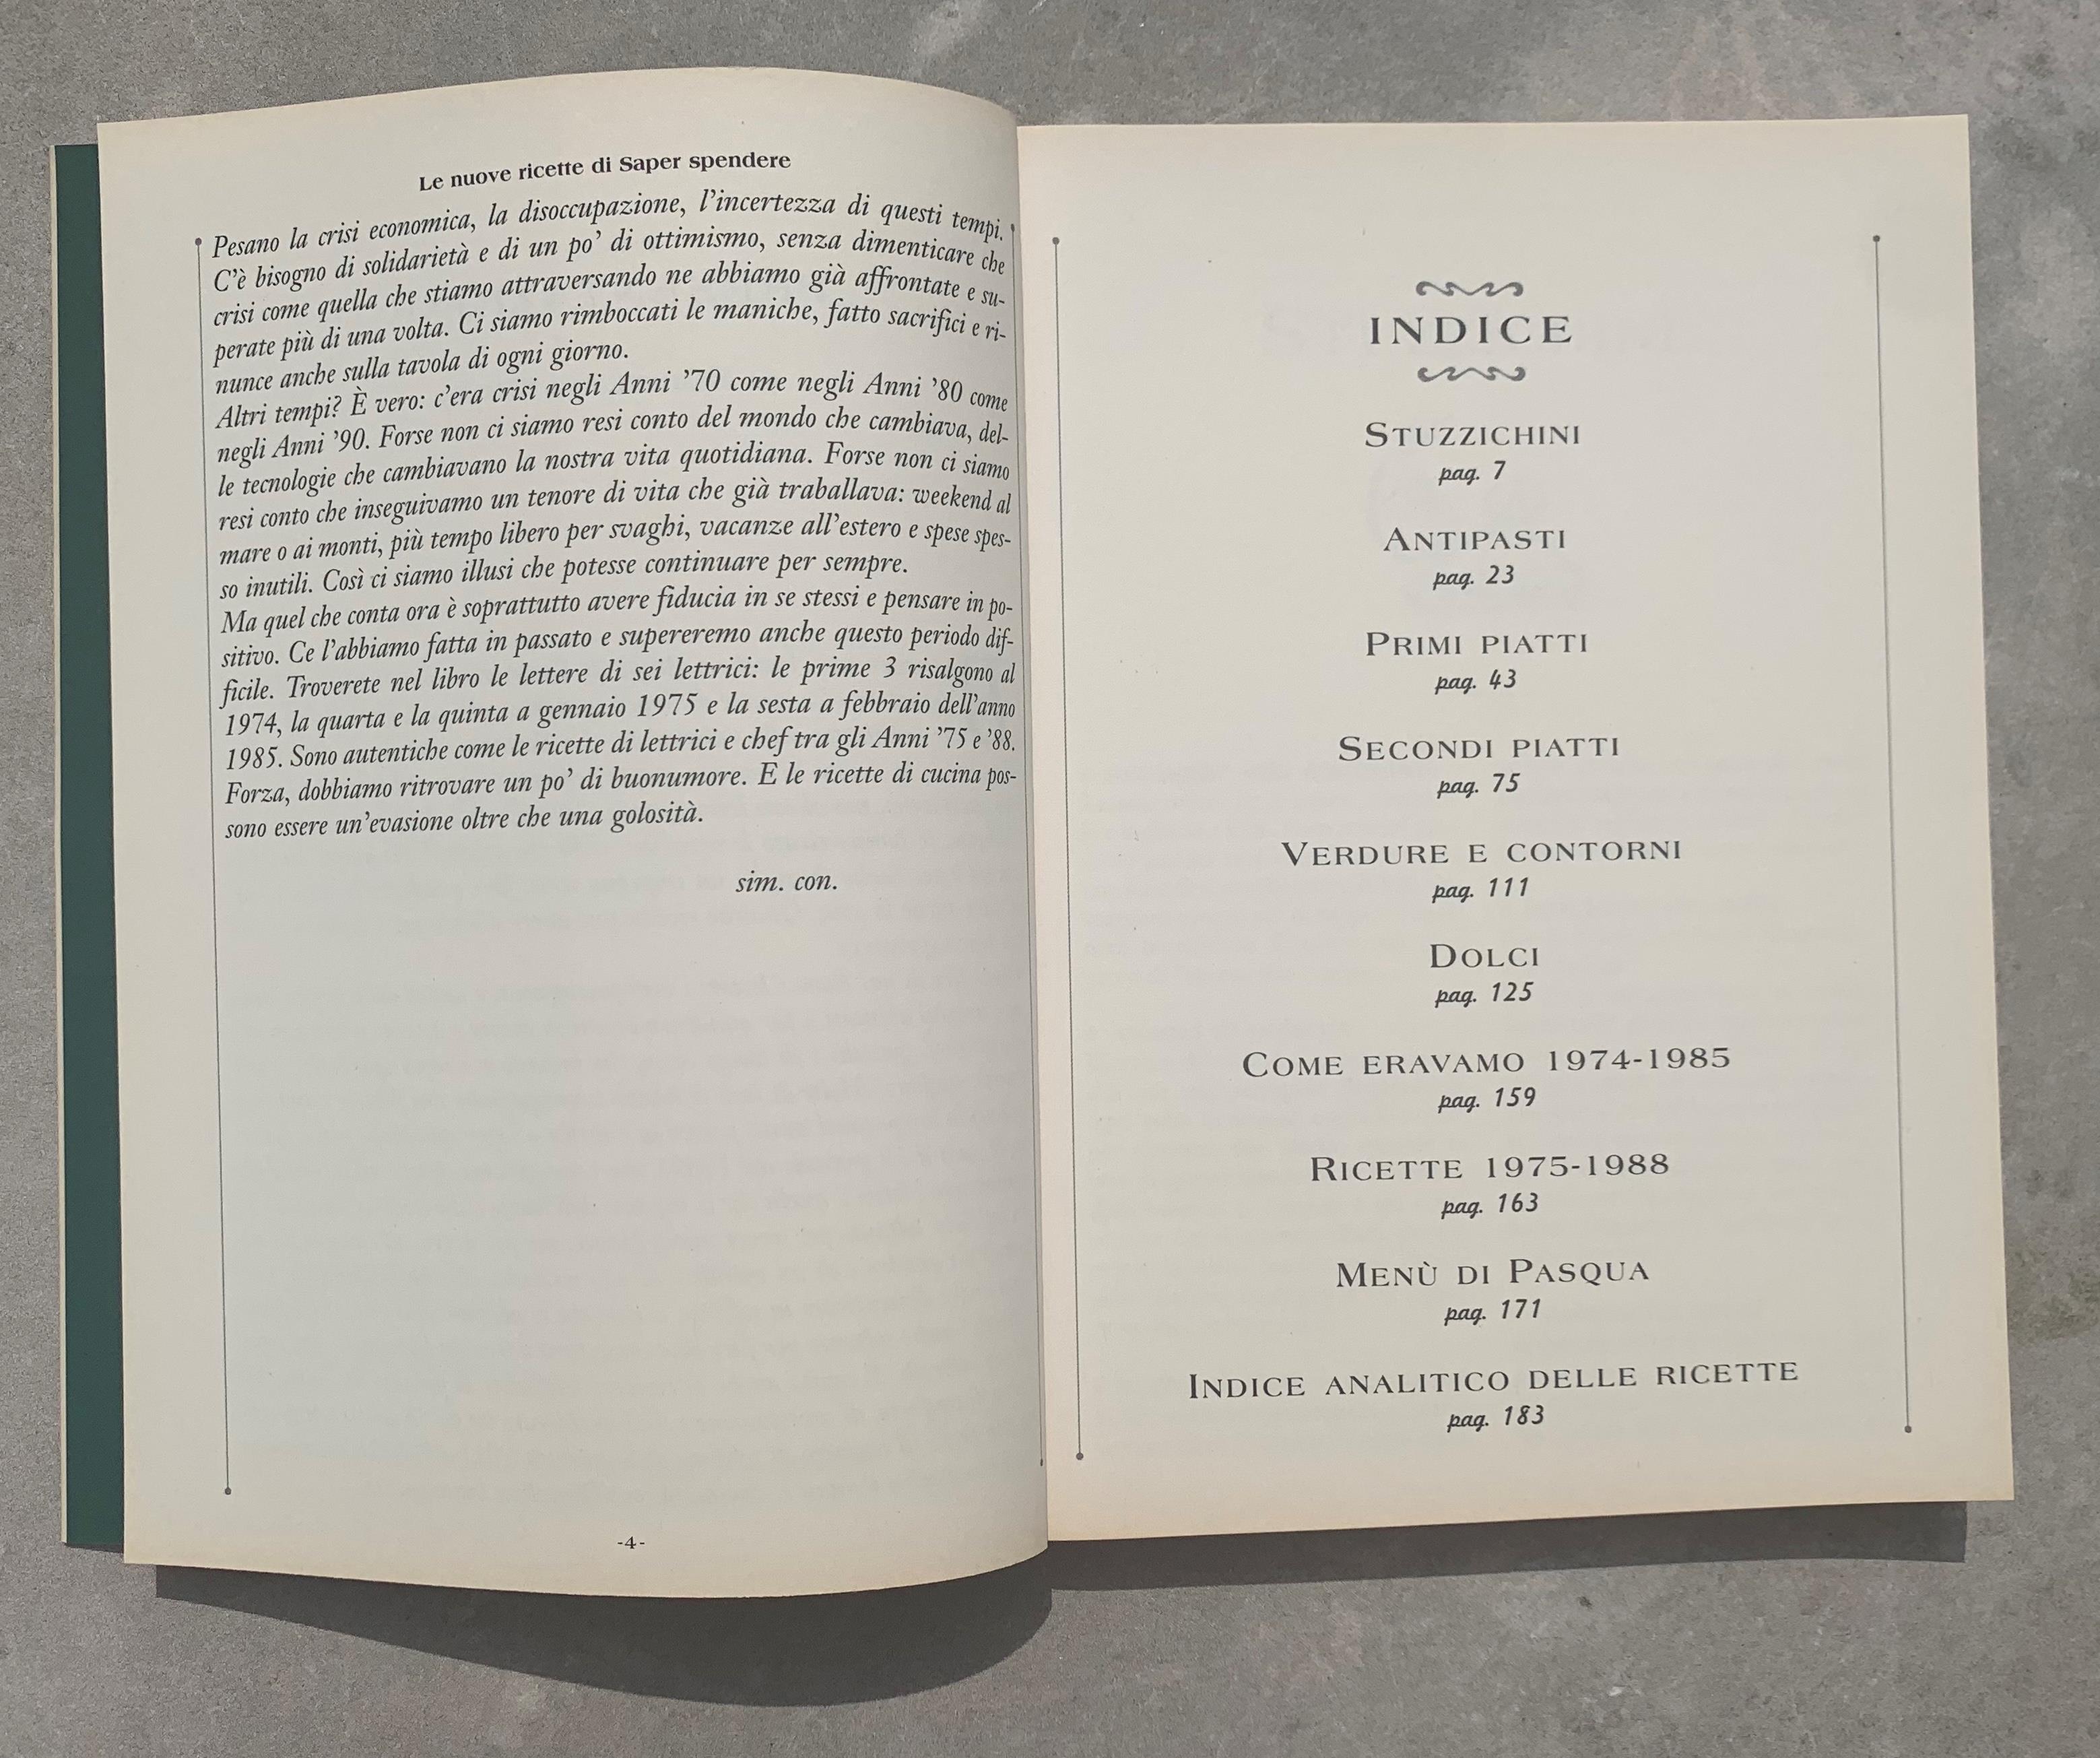 Le nuove ricette di Saper spendere
Pesano la crisi economica, la disoccupazione, l'incertezza di questi tempi.
C'è bisogno di solidarietà e di un po' di ottimismo, senza dimenticare che
crisi come quella che stiamo attraversando ne abbiamo già affrontate e su-
perate più di una volta. Ci siamo rimboccati le maniche, fatto sacrifici e ri-
nunce anche sulla tavola di ogni giorno.
Altri tempi? È vero: c'era crisi negli Anni '70 come negli Anni '80 come
negli Anni '90. Forse non ci siamo resi conto del mondo che cambiava, del-
le tecnologie che cambiavano la nostra vita quotidiana. Forse non ci siamo
resi conto che inseguivamo un tenore di vita che già traballava: weekend al
mare o ai monti, più tempo libero per svaghi, vacanze all'estero e spese spes-
so inutili. Così ci siamo illusi che potesse continuare per sempre.
Ma quel che conta ora è soprattutto avere fiducia in se stessi e pensare in po-
sitivo. Ce l'abbiamo fatta in passato e supereremo anche questo periodo dif-
ficile. Troverete nel libro le lettere di sei lettrici: le prime 3 risalgono al
1974, la quarta e la quinta a gennaio 1975 e la sesta a febbraio dell'anno
1985. Sono autentiche come le ricette di lettrici e chef tra gli Anni '75 e '88.
Forza, dobbiamo ritrovare un po' di buonumore. E le ricette di cucina pos-
sono essere un'evasione oltre che una golosità.
sim. con.
-4-
INDICE
STUZZICHINI
pag. 7
ANTIPASTI
pag. 23
PRIMI PIATTI
pag. 43
SECONDI PIATTI
pag. 75
VERDURE E CONTORNI
pag. 111
DOLCI
pag. 125
COME ERAVAMO 1974-1985
pag. 159
RICETTE 1975-1988
pag. 163
MENÙ DI PASQUA
pag. 171
INDICE ANALITICO DELLE RICETTE
pag. 183